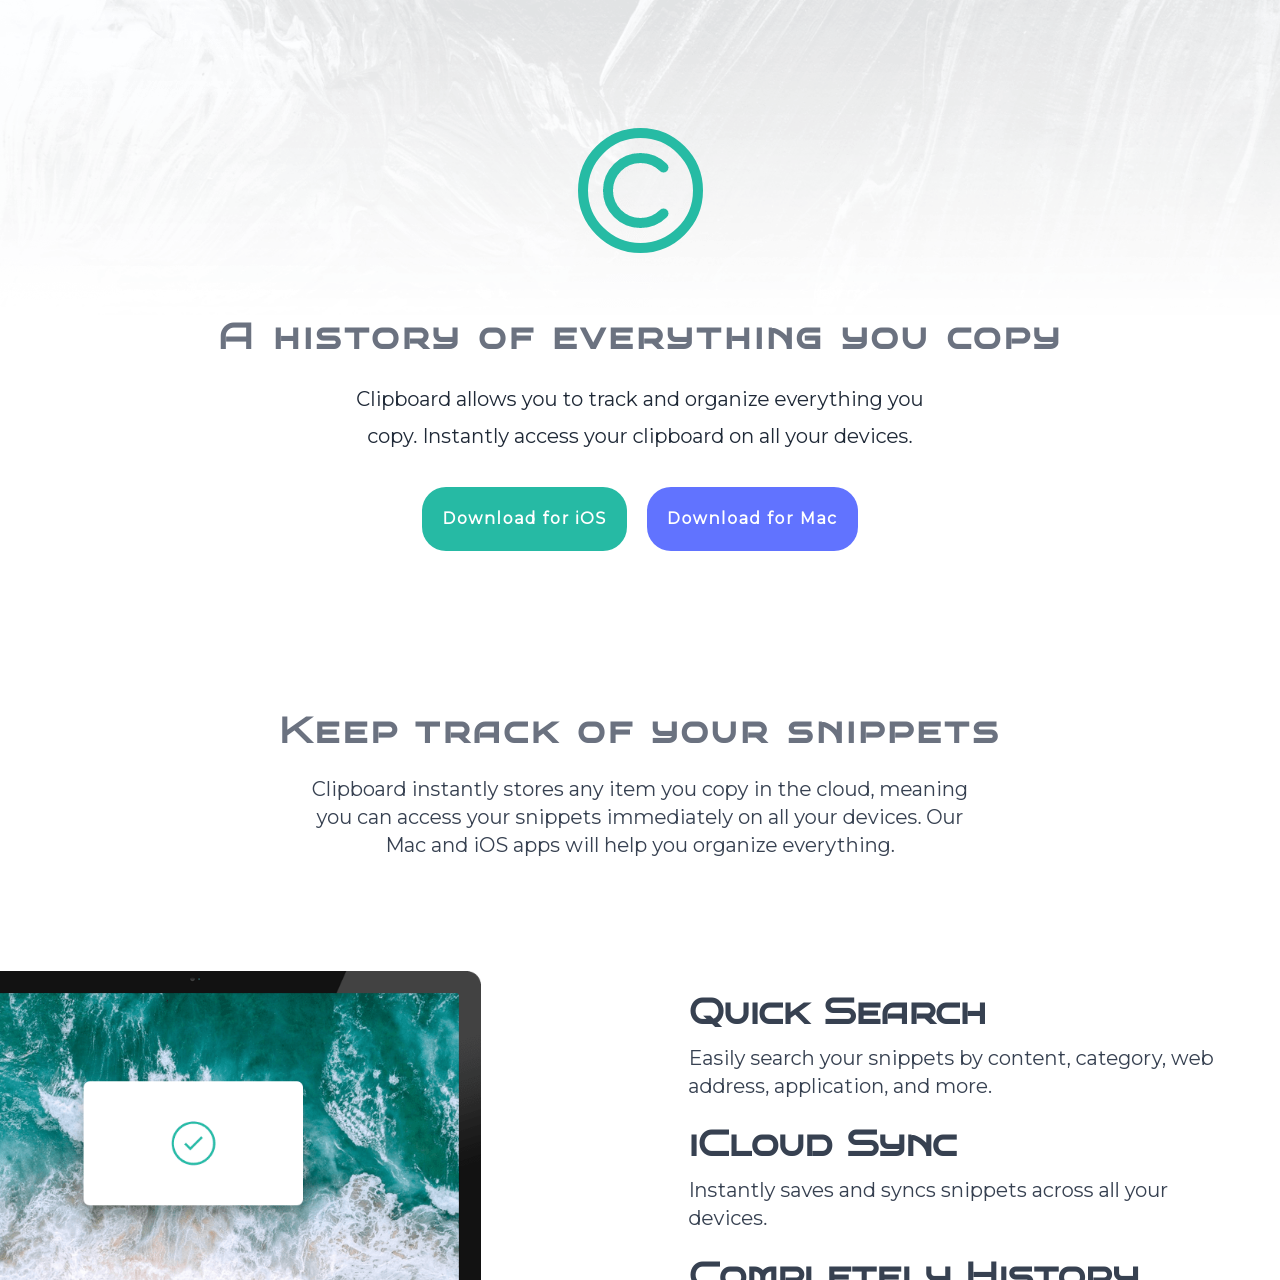 A history of everything you copy
Clipboard allows you to track and organize everything you
copy. Instantly access your clipboard on all your devices.
Download for iOS
Download for Mac
Keep track of your snippets
Clipboard instantly stores any item you copy in the cloud, meaning
you can access your snippets immediately on all your devices. Our
Mac and iOS apps will help you organize everything.
Quick Search
Easily search your snippets by content, category, web
address, application, and more.
iCloud Sync
Instantly saves and syncs snippets across all your
devices.
Completely History